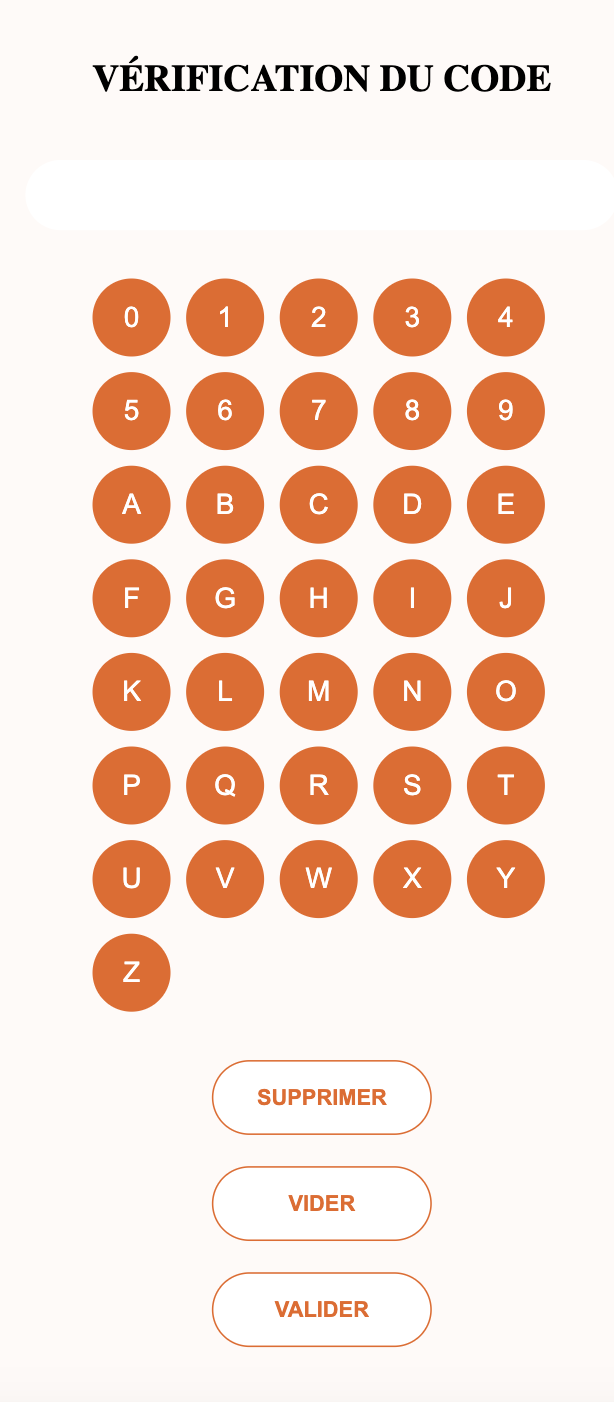 VÉRIFICATION DU CODE
0 1 2 3 4
5 6 7 8 9
A B C D E
F G H I J
K L M N O
P Q R S T
U V W X Y
Z
SUPPRIMER
VIDER
VALIDER